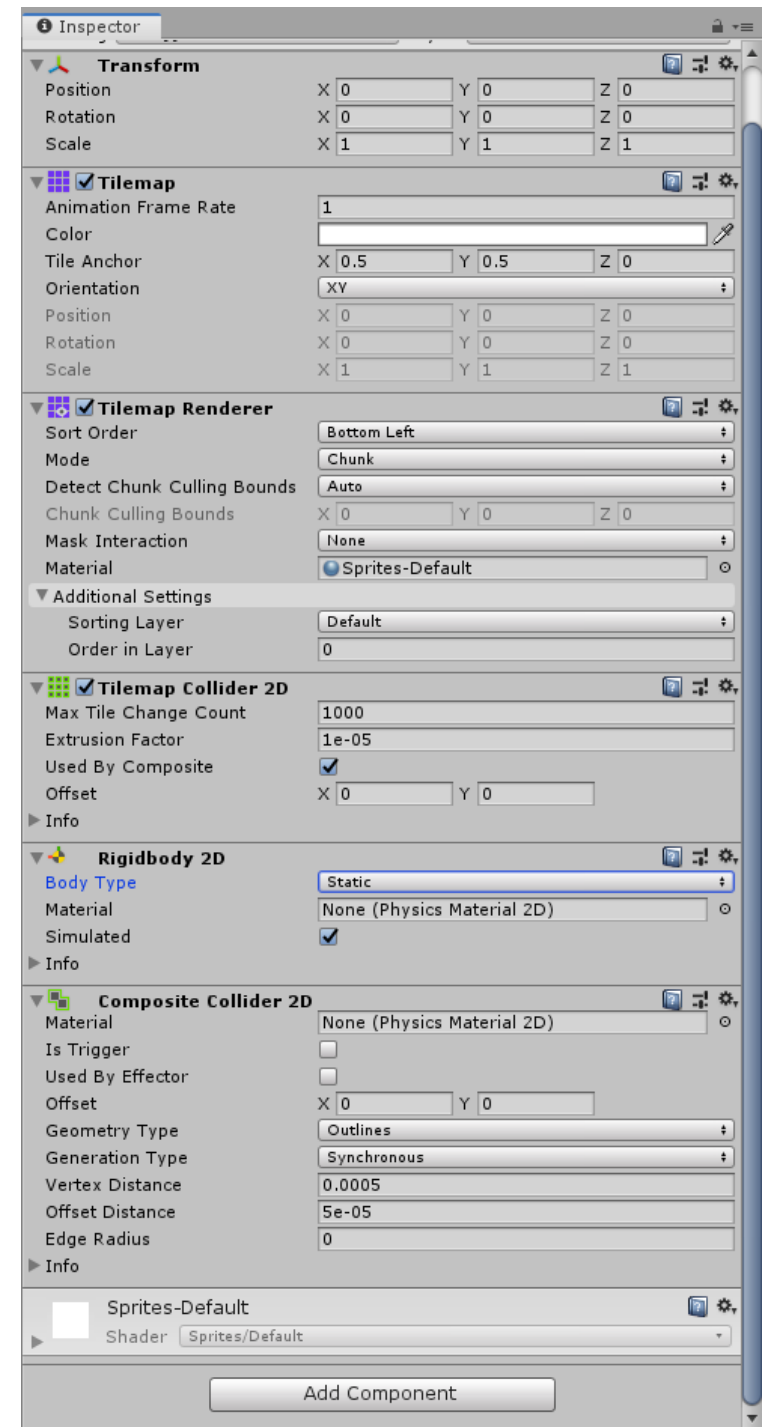 Inspector
Transform
Position X 0 Y 0 Z 0
Rotation X 0 Y 0 Z 0
Scale X 1 Y 1 Z 1
Tilemap
Animation Frame Rate 1
Color
Tile Anchor X 0.5 Y 0.5 Z 0
Orientation XY
Position X 0 Y 0 Z 0
Rotation X 0 Y 0 Z 0
Scale X 1 Y 1 Z 1
Tilemap Renderer
Sort Order Bottom Left
Mode Chunk
Detect Chunk Culling Bounds Auto
Chunk Culling Bounds X 0 Y 0 Z 0
Mask Interaction None
Material Sprites-Default
Additional Settings
Sorting Layer Default
Order in Layer 0
Tilemap Collider 2D
Max Tile Change Count 1000
Extrusion Factor 1e-05
Used By Composite
Offset X 0 Y 0
Info
Rigidbody 2D
Body Type Static
Material None (Physics Material 2D)
Simulated
Info
Composite Collider 2D
Material None (Physics Material 2D)
Is Trigger
Used By Effector
Offset X 0 Y 0
Geometry Type Outlines
Generation Type Synchronous
Vertex Distance 0.0005
Offset Distance 5e-05
Edge Radius 0
Info
Sprites-Default
Shader Sprites/Default
Add Component